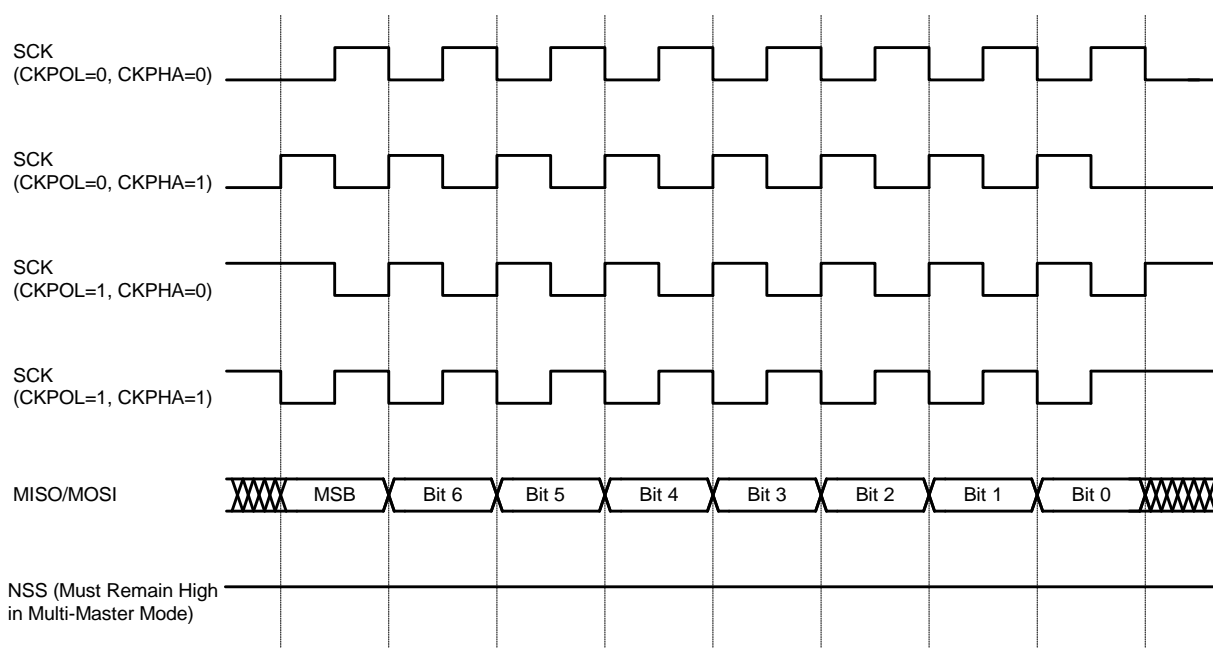 SCK
(CKPOL=0, CKPHA=0)
SCK
(CKPOL=0, CKPHA=1)
SCK
(CKPOL=1, CKPHA=0)
SCK
(CKPOL=1, CKPHA=1)
MISO/MOSI MSB Bit 6 Bit 5 Bit 4 Bit 3 Bit 2 Bit 1 Bit 0
NSS (Must Remain High
in Multi-Master Mode)